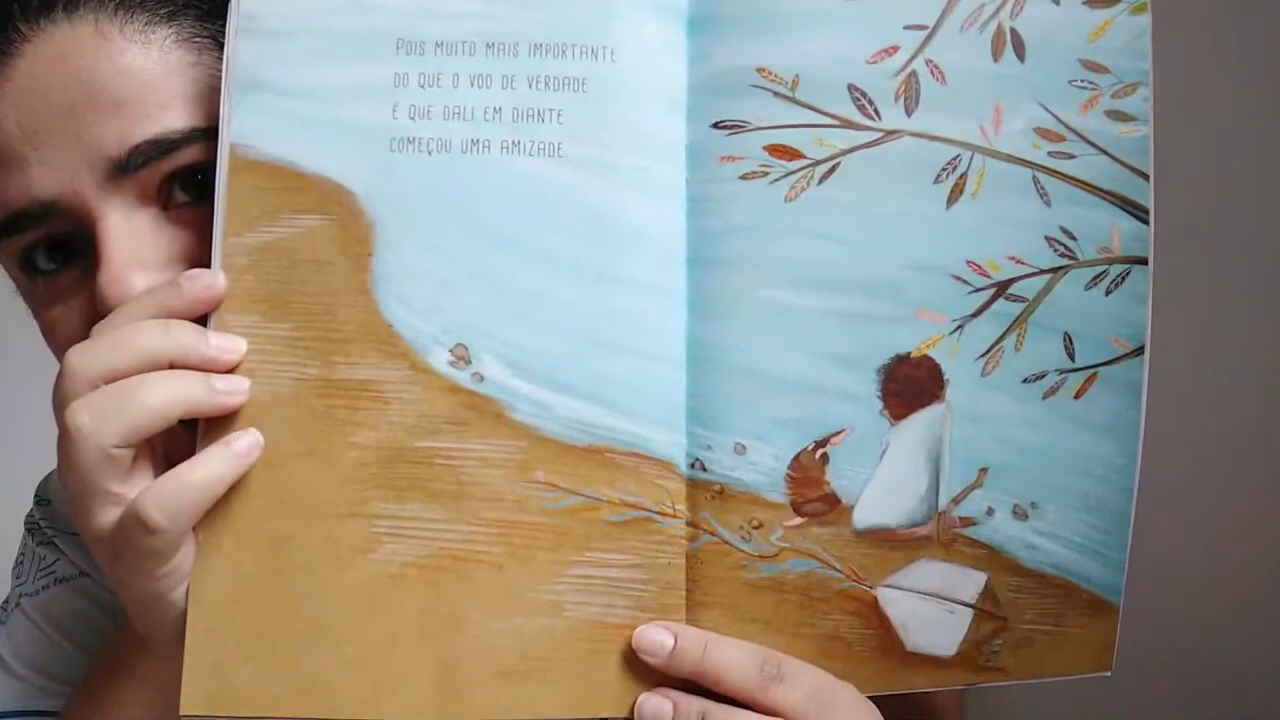 POIS MUITO MAIS IMPORTANTE
DO QUE O VOO DE VERDADE
É QUE DALI EM DIANTE
COMEÇOU UMA AMIZADE